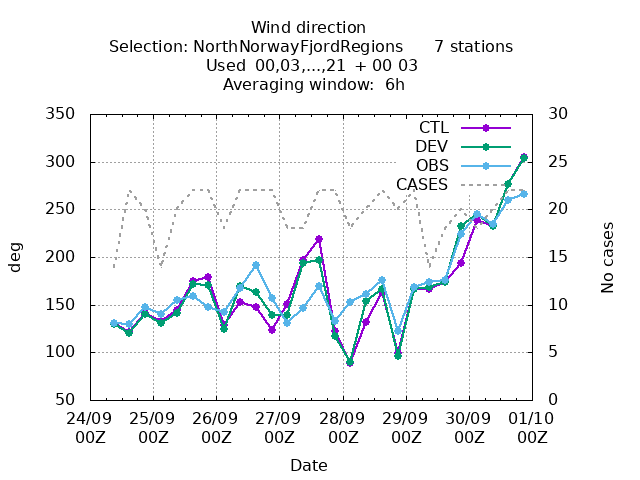 Wind direction
Selection: NorthNorwayFjordRegions 7 stations
Used 00,03,...,21 + 00 03
Averaging window: 6h
350 30
CTL
DEV
300 25
OBS
CASES
250 20
200 15
150 10
100 5
50 0
deg
No cases
24/09 25/09 26/09 27/09 28/09 29/09 30/09 01/10
00Z 00Z 00Z 00Z 00Z 00Z 00Z 00Z
Date